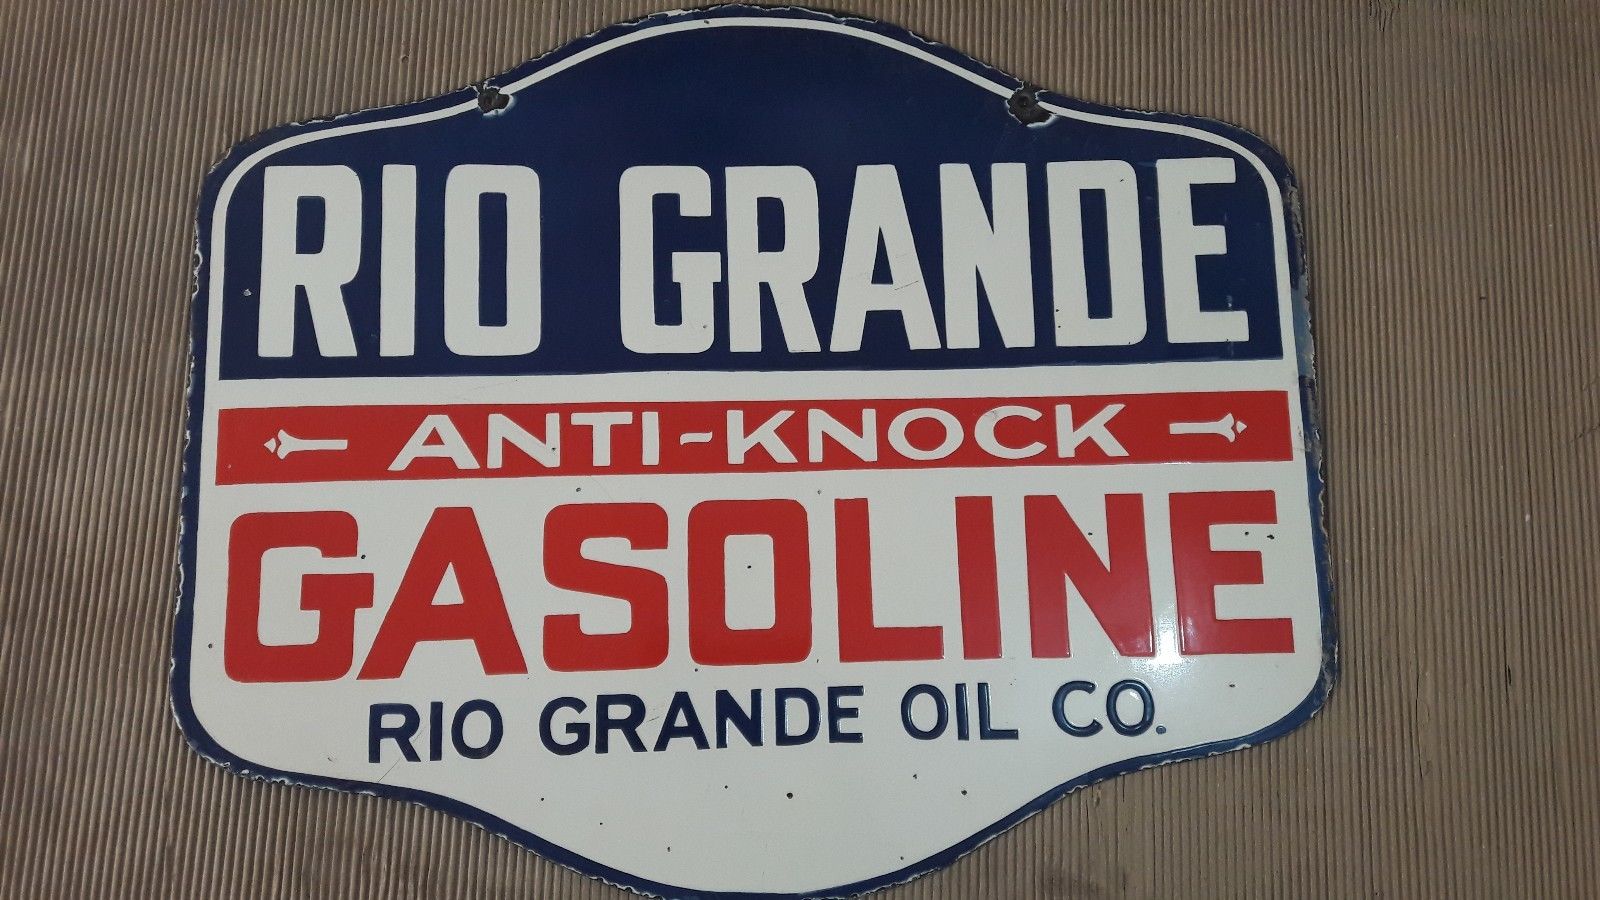 RIO GRANDE
ANTI-KNOCK
GASOLINE
RIO GRANDE OIL CO.